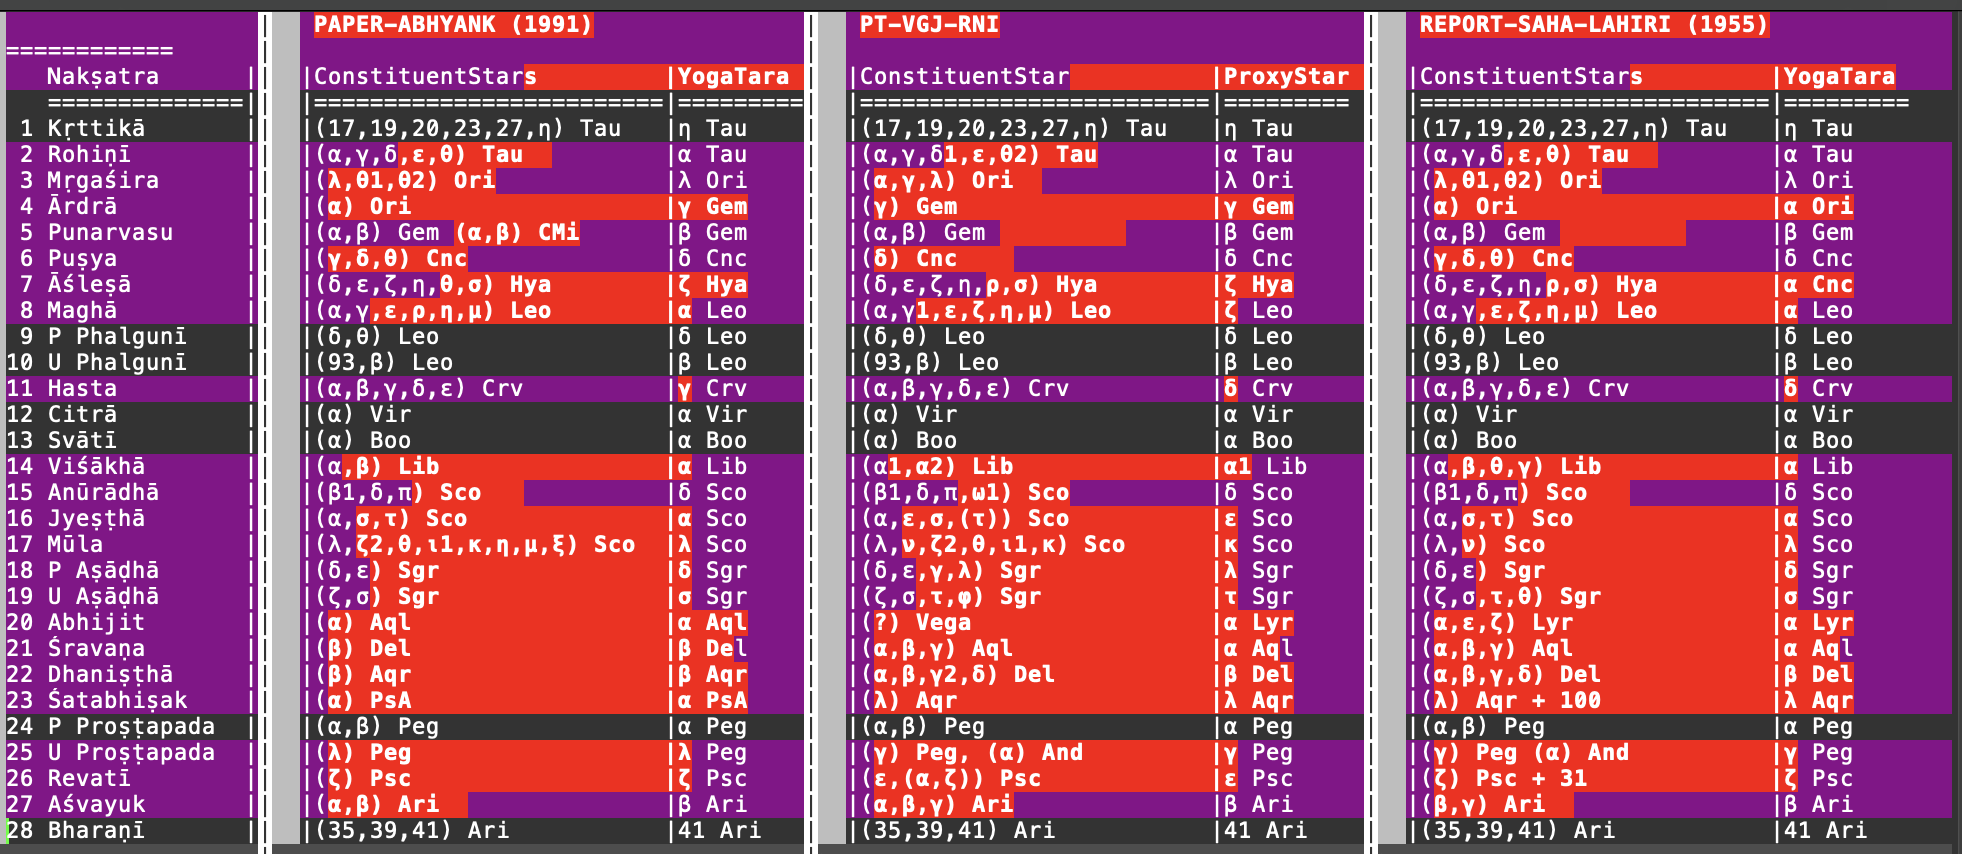 PAPER-ABHYANK (1991) PT-VGJ-RNI REPORT-SAHA-LAHIRI (1955)
============
Nakṣatra | |ConstituentStars |YogaTara |ConstituentStar |ProxyStar |ConstituentStars |YogaTara
==============| |=========================|========= |=========================|========= |=========================|=========
1 Kṛttikā | |(17,19,20,23,27,η) Tau |η Tau |(17,19,20,23,27,η) Tau |η Tau |(17,19,20,23,27,η) Tau |η Tau
2 Rohiṇī | |(α,γ,δ,ε,θ) Tau |α Tau |(α,γ,δ1,ε,θ2) Tau |α Tau |(α,γ,δ,ε,θ) Tau |α Tau
3 Mṛgaśira | |(λ,θ1,θ2) Ori |λ Ori |(α,γ,λ) Ori |λ Ori |(λ,θ1,θ2) Ori |λ Ori
4 Ārdrā | |(α) Ori |γ Gem |(γ) Gem |γ Gem |(α) Ori |α Ori
5 Punarvasu | |(α,β) Gem (α,β) CMi |β Gem |(α,β) Gem |β Gem |(α,β) Gem |β Gem
6 Puṣya | |(γ,δ,θ) Cnc |δ Cnc |(δ) Cnc |δ Cnc |(γ,δ,θ) Cnc |δ Cnc
7 Āśleṣā | |(δ,ε,ζ,η,θ,σ) Hya |ζ Hya |(δ,ε,ζ,η,ρ,σ) Hya |ζ Hya |(δ,ε,ζ,η,ρ,σ) Hya |α Cnc
8 Maghā | |(α,γ,ε,ρ,η,μ) Leo |α Leo |(α,γ1,ε,ζ,η,μ) Leo |ζ Leo |(α,γ,ε,ζ,η,μ) Leo |α Leo
9 P Phalgunī | |(δ,θ) Leo |δ Leo |(δ,θ) Leo |δ Leo |(δ,θ) Leo |δ Leo
10 U Phalgunī | |(93,β) Leo |β Leo |(93,β) Leo |β Leo |(93,β) Leo |β Leo
11 Hasta | |(α,β,γ,δ,ε) Crv |γ Crv |(α,β,γ,δ,ε) Crv |δ Crv |(α,β,γ,δ,ε) Crv |δ Crv
12 Citrā | |(α) Vir |α Vir |(α) Vir |α Vir |(α) Vir |α Vir
13 Svātī | |(α) Boo |α Boo |(α) Boo |α Boo |(α) Boo |α Boo
14 Viśākhā | |(α,β) Lib |α Lib |(α1,α2) Lib |α1 Lib |(α,β,θ,γ) Lib |α Lib
15 Anūrādhā | |(β1,δ,π) Sco |δ Sco |(β1,δ,π,ω1) Sco |δ Sco |(β1,δ,π) Sco |δ Sco
16 Jyeṣṭhā | |(α,σ,τ) Sco |α Sco |(α,ε,σ,(τ)) Sco |ε Sco |(α,σ,τ) Sco |α Sco
17 Mūla | |(λ,ζ2,θ,ι1,κ,η,μ,ξ) Sco |λ Sco |(λ,ν,ζ2,θ,ι1,κ) Sco |κ Sco |(λ,ν) Sco |λ Sco
18 P Aṣāḍhā | |(δ,ε) Sgr |δ Sgr |(δ,ε,γ,λ) Sgr |λ Sgr |(δ,ε) Sgr |δ Sgr
19 U Aṣāḍhā | |(ζ,σ) Sgr |σ Sgr |(ζ,σ,τ,φ) Sgr |τ Sgr |(ζ,σ,τ,θ) Sgr |σ Sgr
20 Abhijit | |(α) Aql |α Aql |(?) Vega |α Lyr |(α,ε,ζ) Lyr |α Lyr
21 Śravaṇa | |(β) Del |β Del |(α,β,γ) Aql |α Aql |(α,β,γ) Aql |α Aql
22 Dhaniṣṭhā | |(β) Aqr |β Aqr |(α,β,γ2,δ) Del |β Del |(α,β,γ,δ) Del |β Del
23 Śatabhiṣak | |(α) PsA |α PsA |(λ) Aqr |λ Aqr |(λ) Aqr + 100 |λ Aqr
24 P Proṣṭapada | |(α,β) Peg |α Peg |(α,β) Peg |α Peg |(α,β) Peg |α Peg
25 U Proṣṭapada | |(λ) Peg |λ Peg |(γ) Peg, (α) And |γ Peg |(γ) Peg (α) And |γ Peg
26 Revatī | |(ζ) Psc |ζ Psc |(ε,(α,ζ)) Psc |ε Psc |(ζ) Psc + 31 |ζ Psc
27 Aśvayuk | |(α,β) Ari |β Ari |(α,β,γ) Ari |β Ari |(β,γ) Ari |β Ari
28 Bharaṇī | |(35,39,41) Ari |41 Ari |(35,39,41) Ari |41 Ari |(35,39,41) Ari |41 Ari